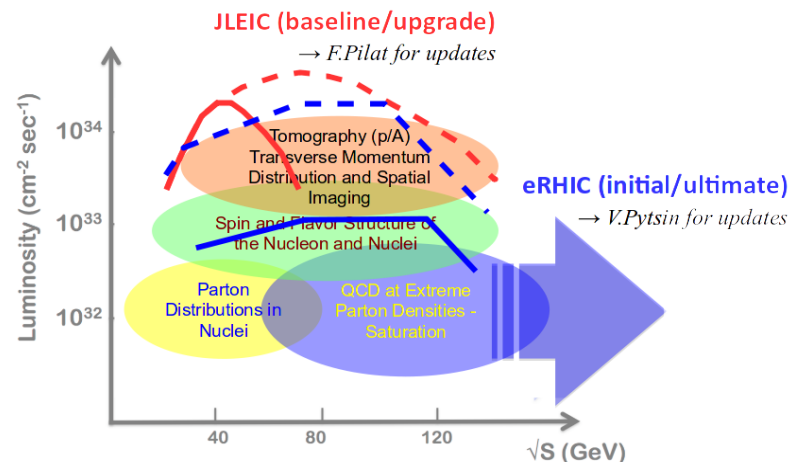 JLEIC (baseline/upgrade)
→ F.Pilat for updates
Luminosity (cm-2 sec-1)
1034
1033
1032
Tomography (p/A)
Transverse Momentum
Distribution and Spatial
Imaging
Spin and Flavor Structure of
the Nucleon and Nuclei
Parton
Distributions in
Nuclei
QCD at Extreme
Parton Densities -
Saturation
eRHIC (initial/ultimate)
→ V.Pytsin for updates
40
80
120
√S (GeV)